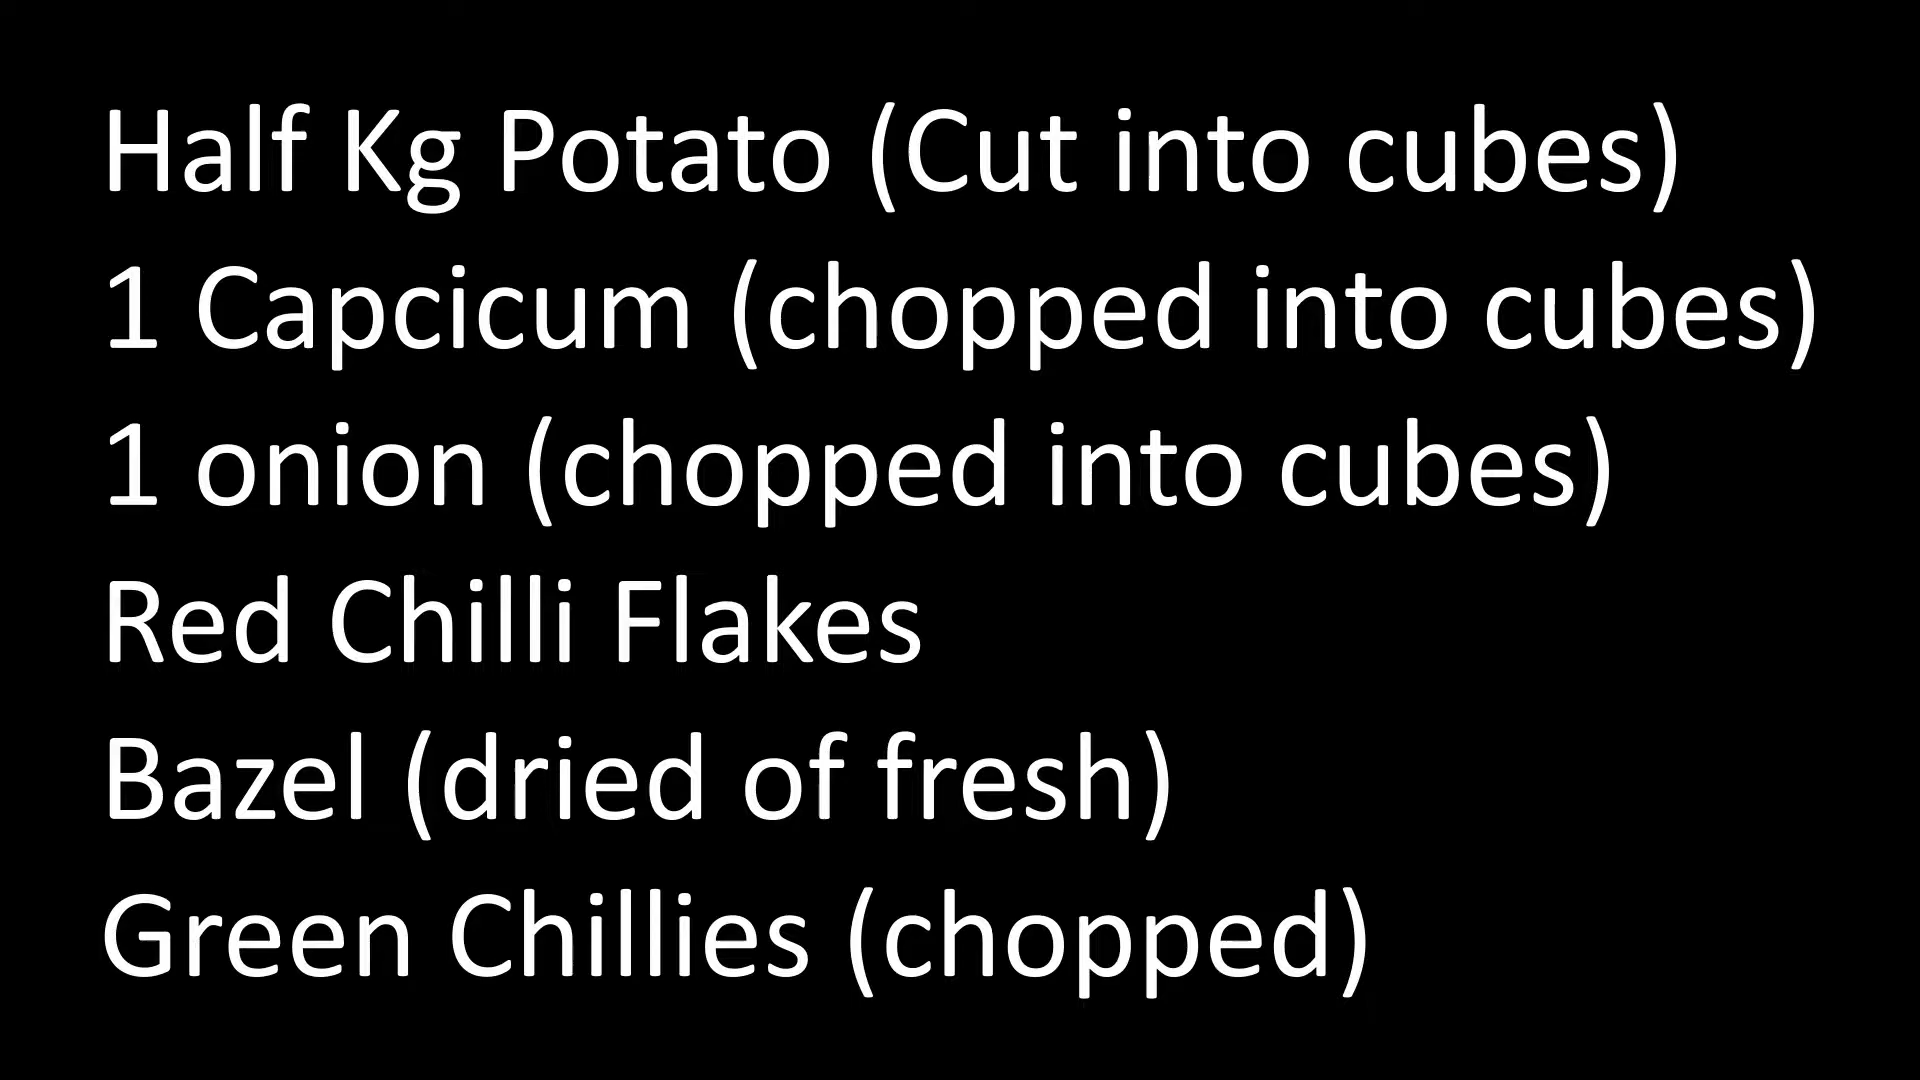 Half Kg Potato (Cut into cubes)
1 Capcicum (chopped into cubes)
1 onion (chopped into cubes)
Red Chilli Flakes
Bazel (dried of fresh)
Green Chillies (chopped)